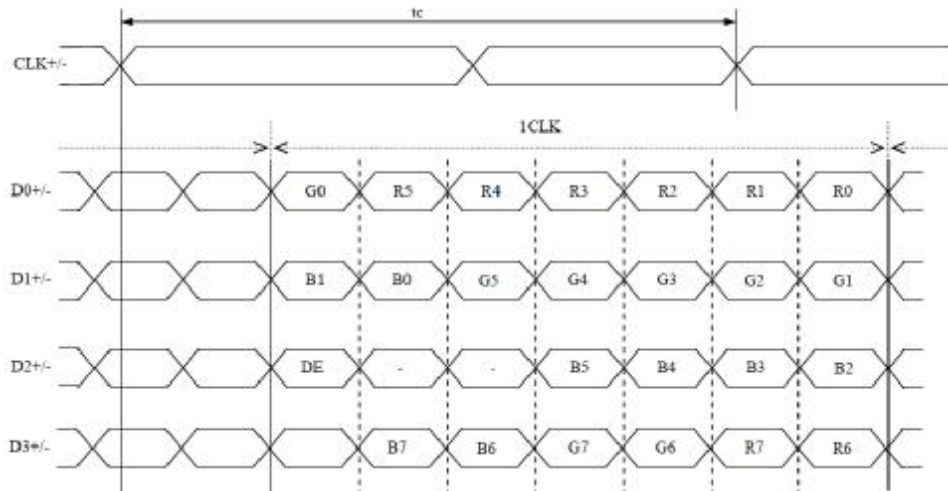 tc
CLK+/-
1CLK
D0+/- G0 R5 R4 R3 R2 R1 R0
D1+/- B1 B0 G5 G4 G3 G2 G1
D2+/- DE - - B5 B4 B3 B2
D3+/- B7 B6 G7 G6 R7 R6